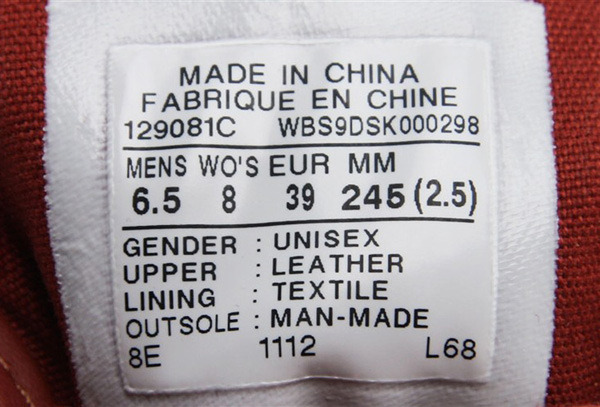 MADE IN CHINA
FABRIQUE EN CHINE
129081C WBS9DSK000298
MENS WO'S EUR MM
6.5 8 39 245 (2.5)
GENDER : UNISEX
UPPER : LEATHER
LINING : TEXTILE
OUTSOLE : MAN-MADE
8E 1112 L68